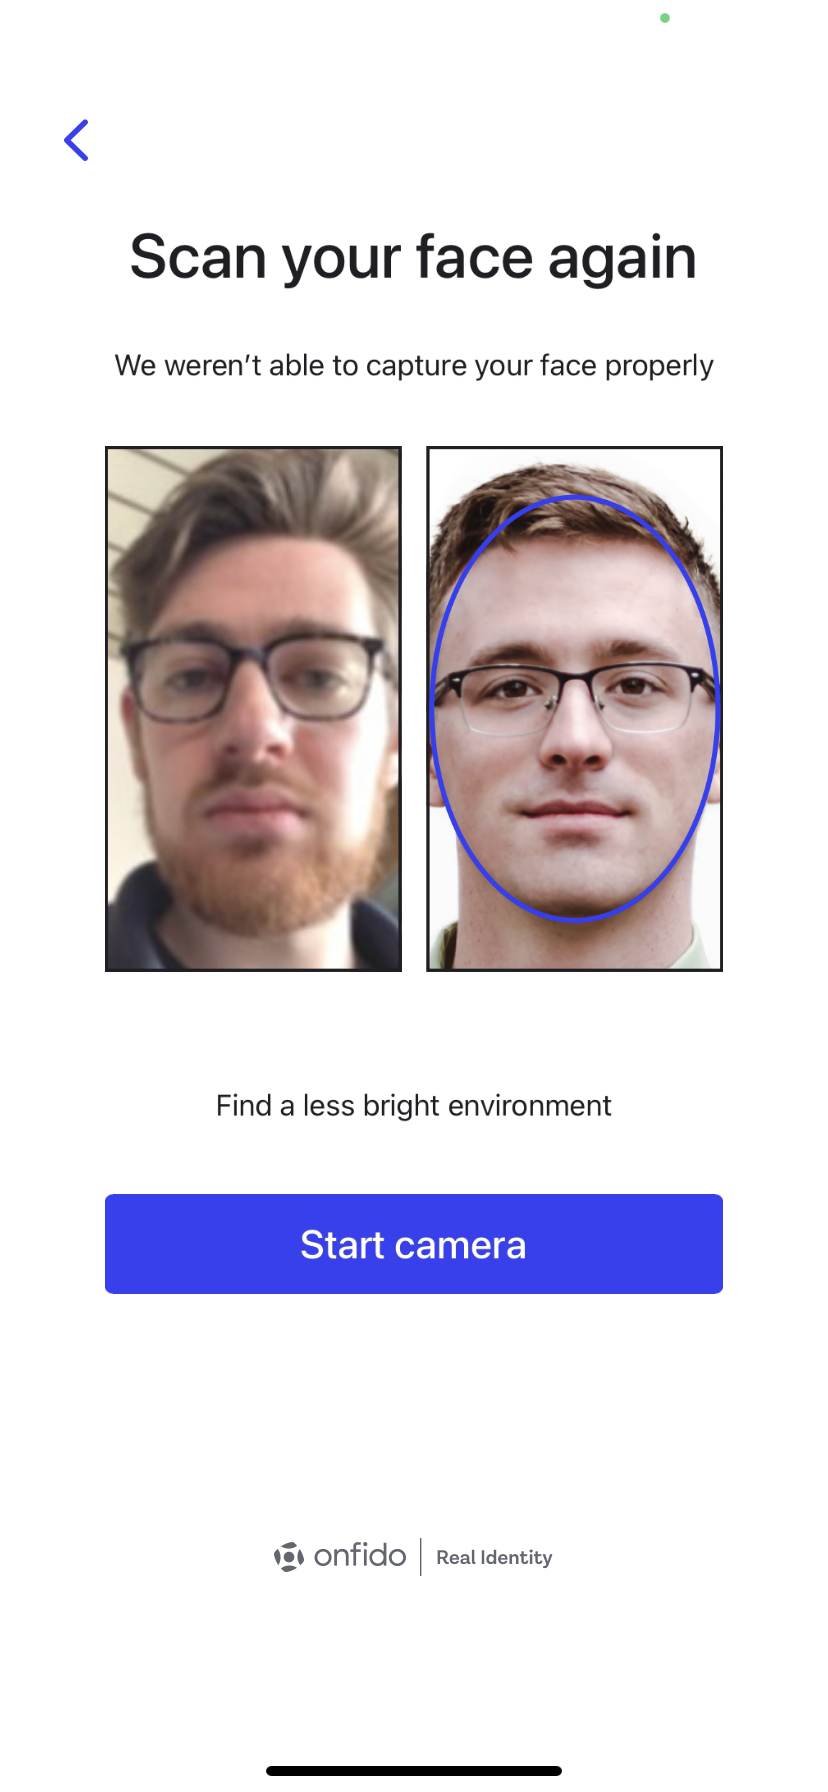 Scan your face again
We weren't able to capture your face properly
Find a less bright environment
Start camera
onfido | Real Identity